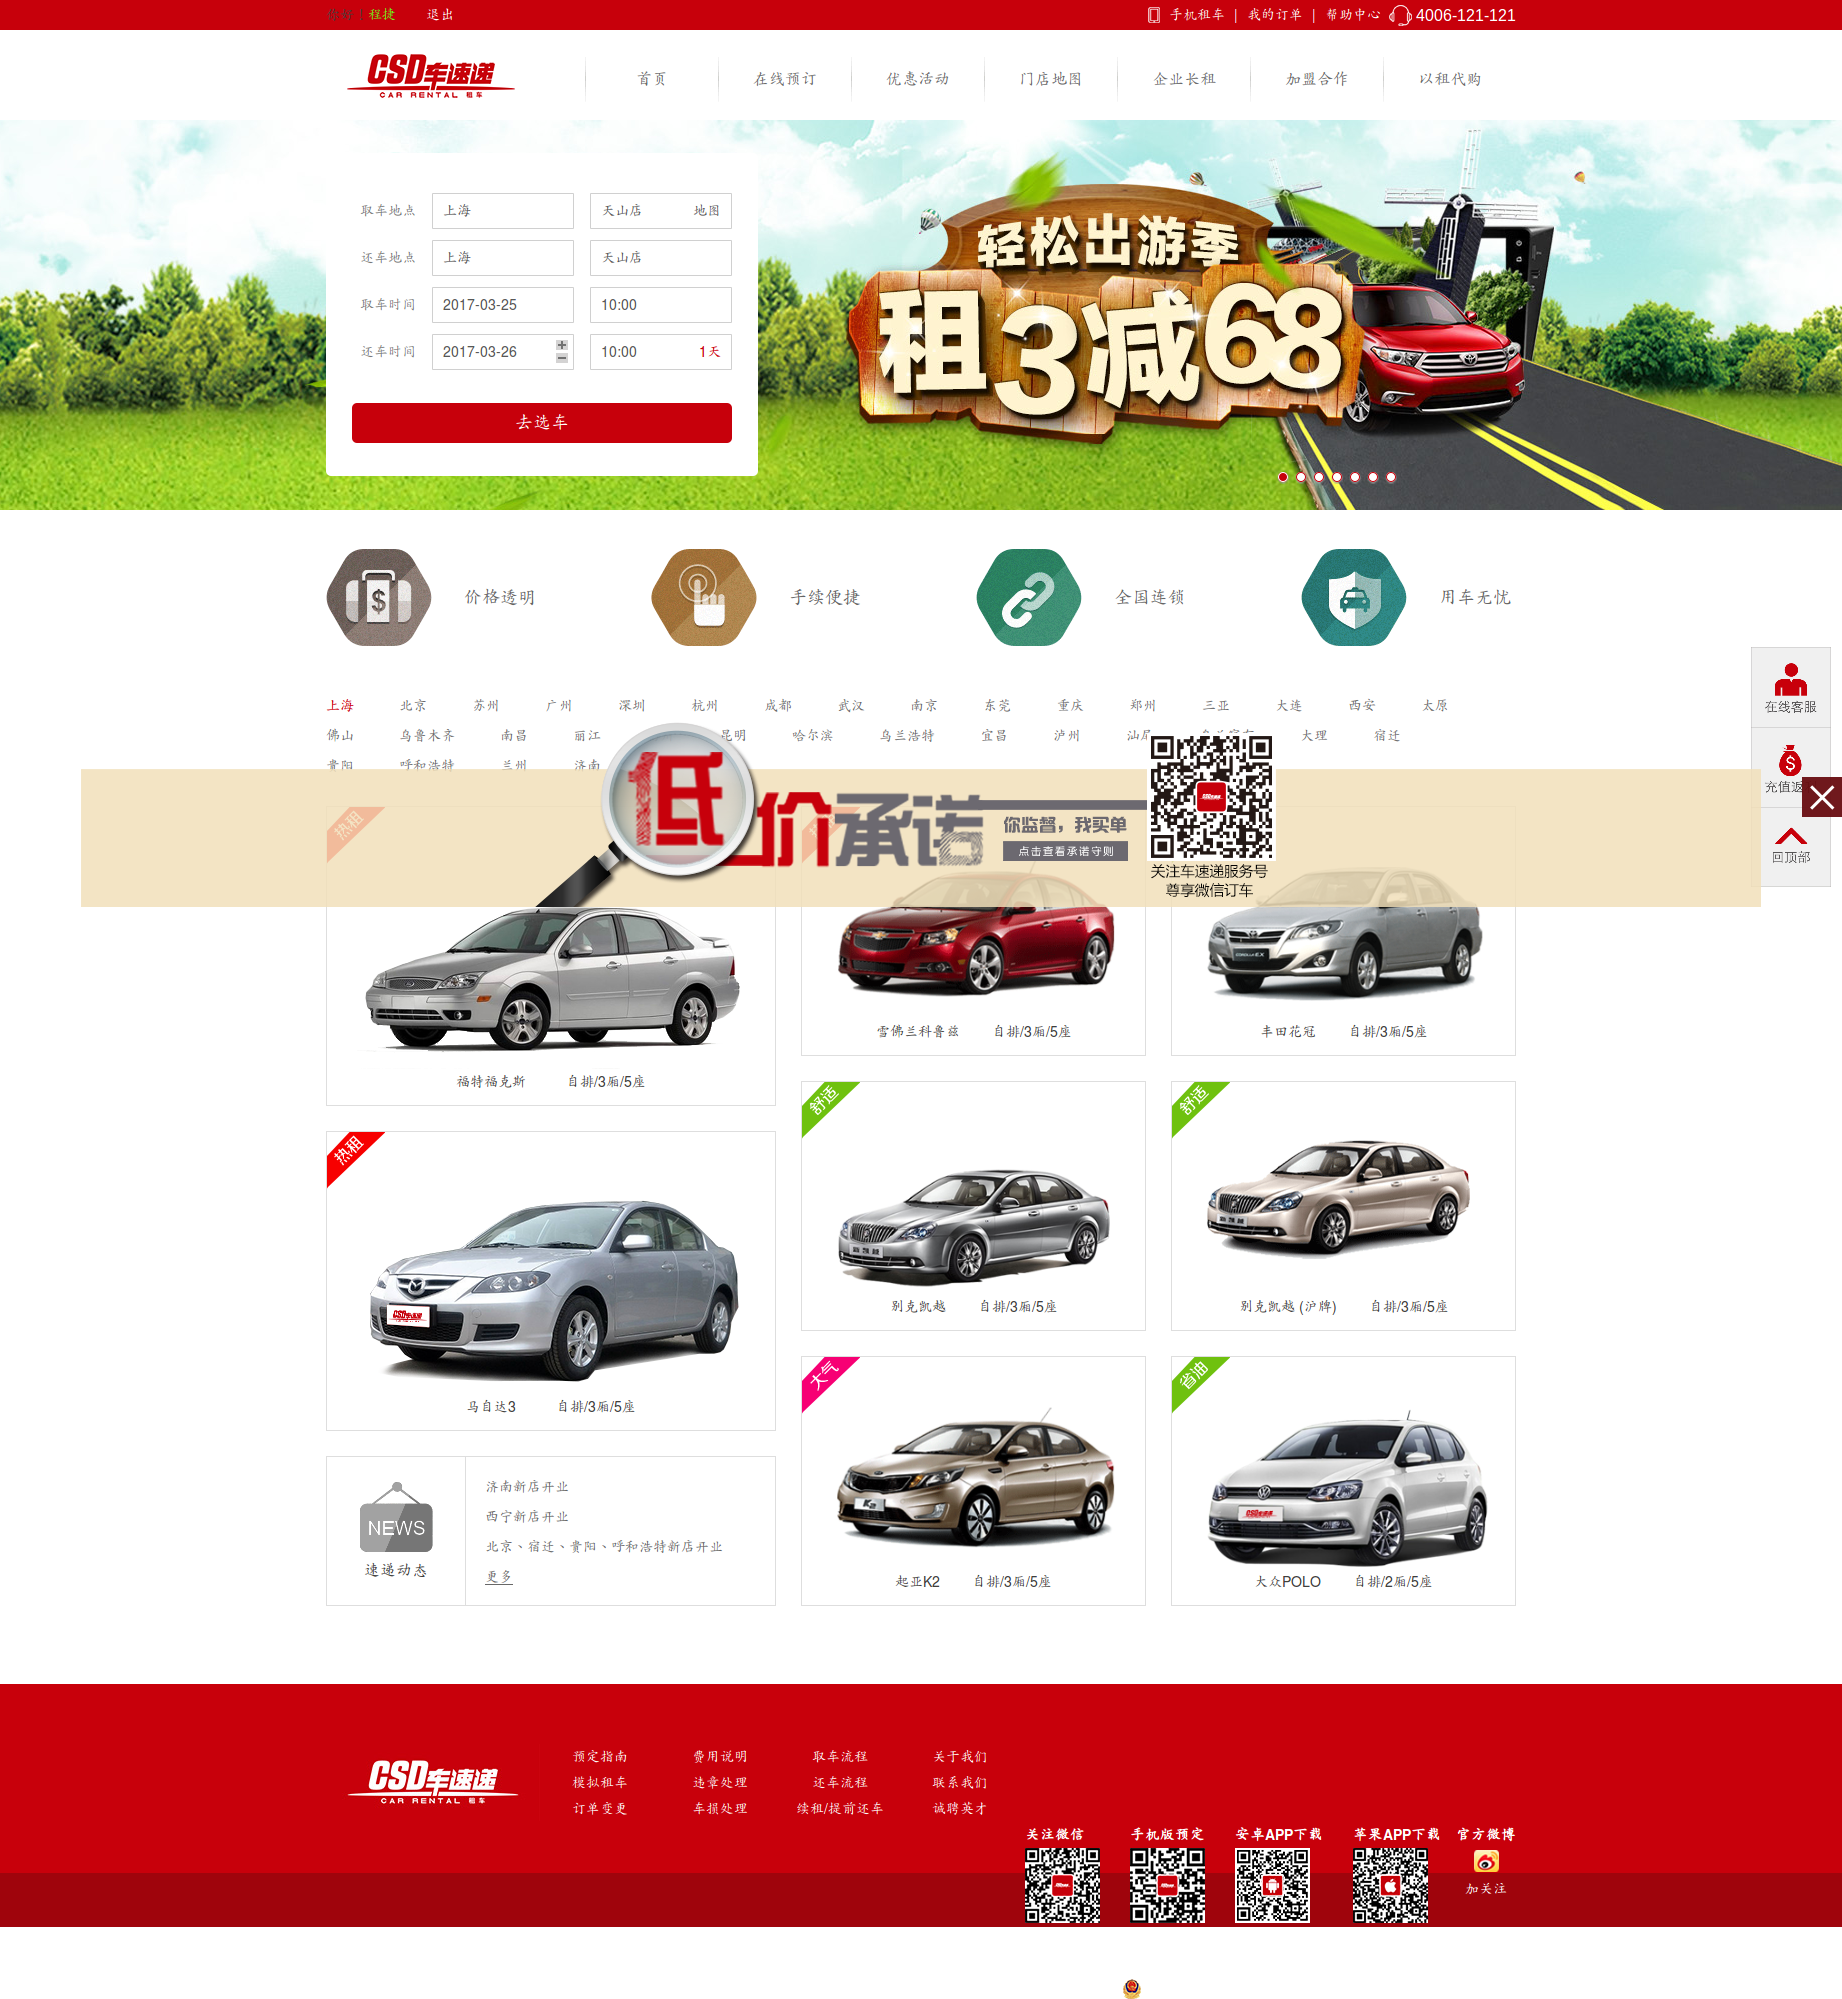 程捷 退出 手机租车 | 我的订单 | 帮助中心 4006-121-121
CSD车速递
CAR RENTAL 租车
首页 在线预订 优惠活动 门店地图 企业长租 加盟合作 以租代购
取车地点 上海 天山店 地图
还车地点 上海 天山店
取车时间 2017-03-25 10:00
还车时间 2017-03-26 10:00 1天
去选车
轻松出游季
租3减68
价格透明 手续便捷 全国连锁 用车无忧
上海 北京 苏州 广州 深圳 杭州 成都 武汉 南京 东莞 重庆 郑州 三亚 大连 西安 太原
佛山 乌鲁木齐 南昌 丽江 昆明 哈尔滨 乌兰浩特 宜昌 泸州 大理 宿迁
贵阳 呼和浩特 兰州 济南
在线客服
回顶部
低价承诺
你监督，我买单
点击查看承诺守则
关注车速递服务号
尊享微信订车
热租
福特福克斯 自排/3厢/5座
雪佛兰科鲁兹 自排/3厢/5座
COROLLA EX
丰田花冠 自排/3厢/5座
热租
CSD车速递
马自达3 自排/3厢/5座
舒适
别克凯越 自排/3厢/5座
舒适
别克凯越 (沪牌) 自排/3厢/5座
大气
K2
起亚K2 自排/3厢/5座
省油
大众POLO 自排/2厢/5座
NEWS
速递动态
济南新店开业
西宁新店开业
北京、宿迁、贵阳、呼和浩特新店开业
更多
CSD车速递
CAR RENTAL 租车
预定指南 费用说明 取车流程 关于我们
模拟租车 违章处理 还车流程 联系我们
订单变更 车损处理 续租/提前还车 诚聘英才
关注微信 手机版预定 安卓APP下载 苹果APP下载 官方微博
加关注